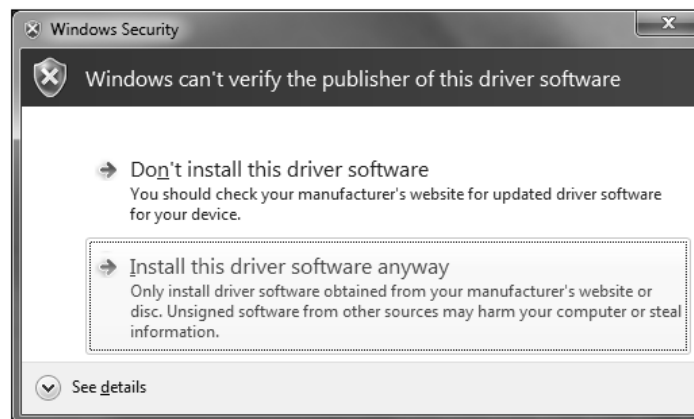 Windows Security
Windows can't verify the publisher of this driver software
Don't install this driver software
You should check your manufacturer's website for updated driver software
for your device.
Install this driver software anyway
Only install driver software obtained from your manufacturer's website or
disc. Unsigned software from other sources may harm your computer or steal
information.
See details